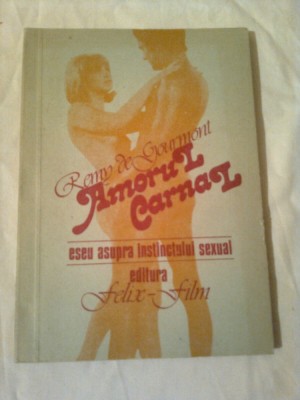 Remy de Gourmont
Amorul
Carnal
eseu asupra instinctului sexual
editura
Felix-Film